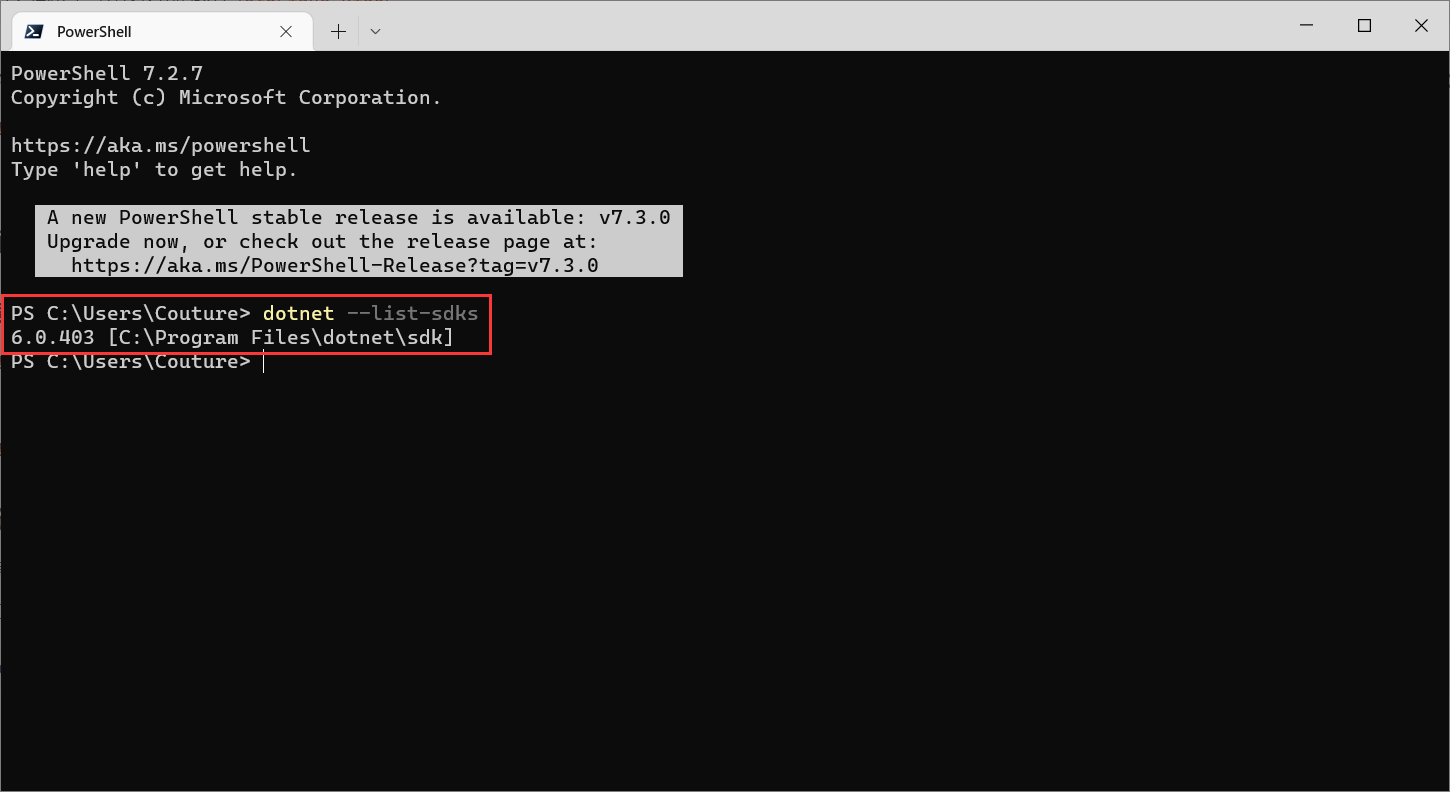 PowerShell
PowerShell 7.2.7
Copyright (c) Microsoft Corporation.
https://aka.ms/powershell
Type 'help' to get help.
A new PowerShell stable release is available: v7.3.0
Upgrade now, or check out the release page at:
https://aka.ms/PowerShell-Release?tag=v7.3.0
PS C:\Users\Couture> dotnet --list-sdks
6.0.403 [C:\Program Files\dotnet\sdk]
PS C:\Users\Couture>